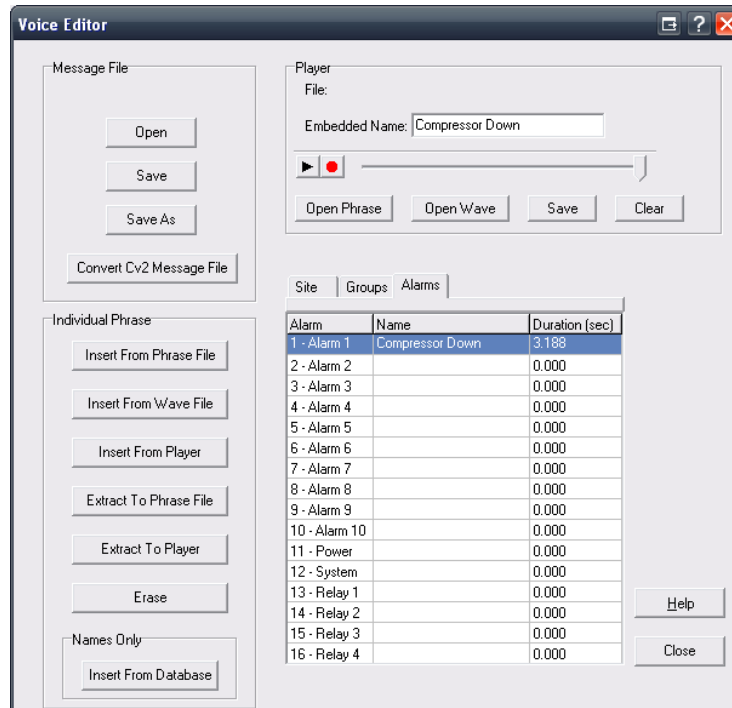 Voice Editor
Message File
Open
Save
Save As
Convert Cv2 Message File
Player
File:
Embedded Name: Compressor Down
Open Phrase Open Wave Save Clear
Individual Phrase
Insert From Phrase File
Insert From Wave File
Insert From Player
Extract To Phrase File
Extract To Player
Erase
Names Only
Insert From Database
Site Groups Alarms
Alarm Name Duration (sec)
1 - Alarm 1 Compressor Down 3.188
2 - Alarm 2 0.000
3 - Alarm 3 0.000
4 - Alarm 4 0.000
5 - Alarm 5 0.000
6 - Alarm 6 0.000
7 - Alarm 7 0.000
8 - Alarm 8 0.000
9 - Alarm 9 0.000
10 - Alarm 10 0.000
11 - Power 0.000
12 - System 0.000
13 - Relay 1 0.000
14 - Relay 2 0.000
15 - Relay 3 0.000
16 - Relay 4 0.000
Help
Close